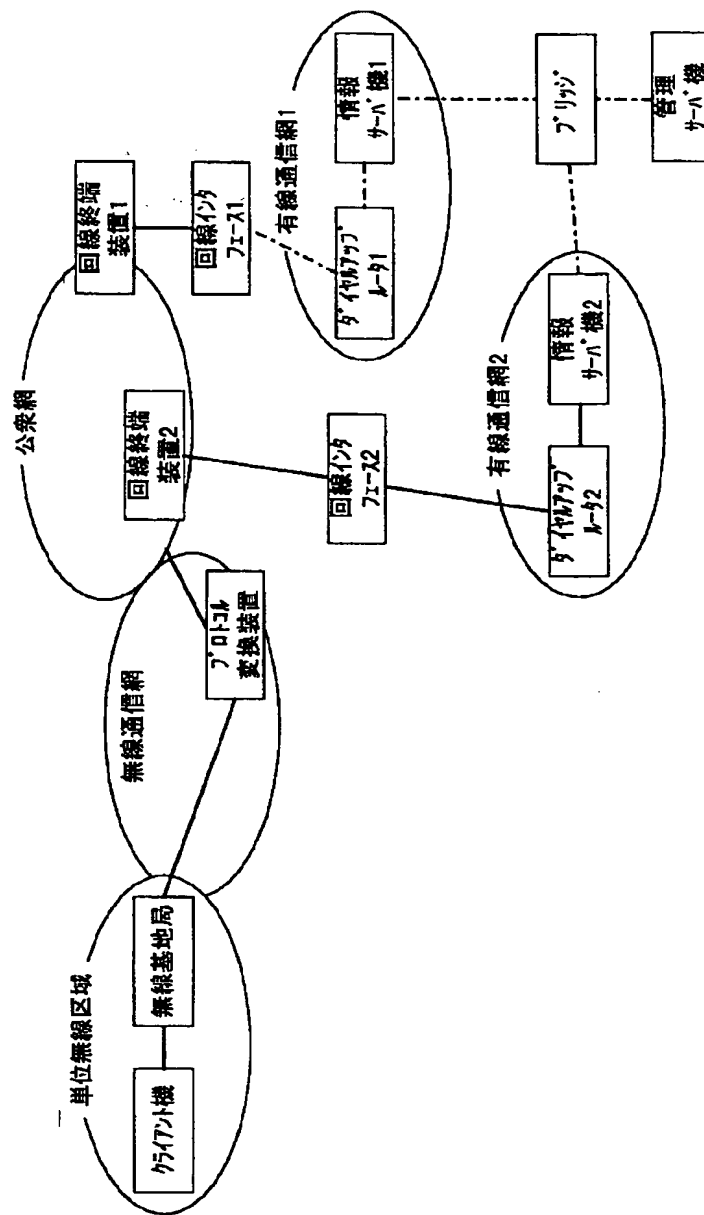 単位無線区域
クライアント機
無線基地局
無線通信網
プロトコル
変換装置
公衆網
回線終端
装置2
回線終端
装置1
回線インタ
フェース1
回線インタ
フェース2
有線通信網1
ダイヤルアップ
ルータ1
情報
サーバ機1
有線通信網2
ダイヤルアップ
ルータ2
情報
サーバ機2
ブリッジ
管理
サーバ機